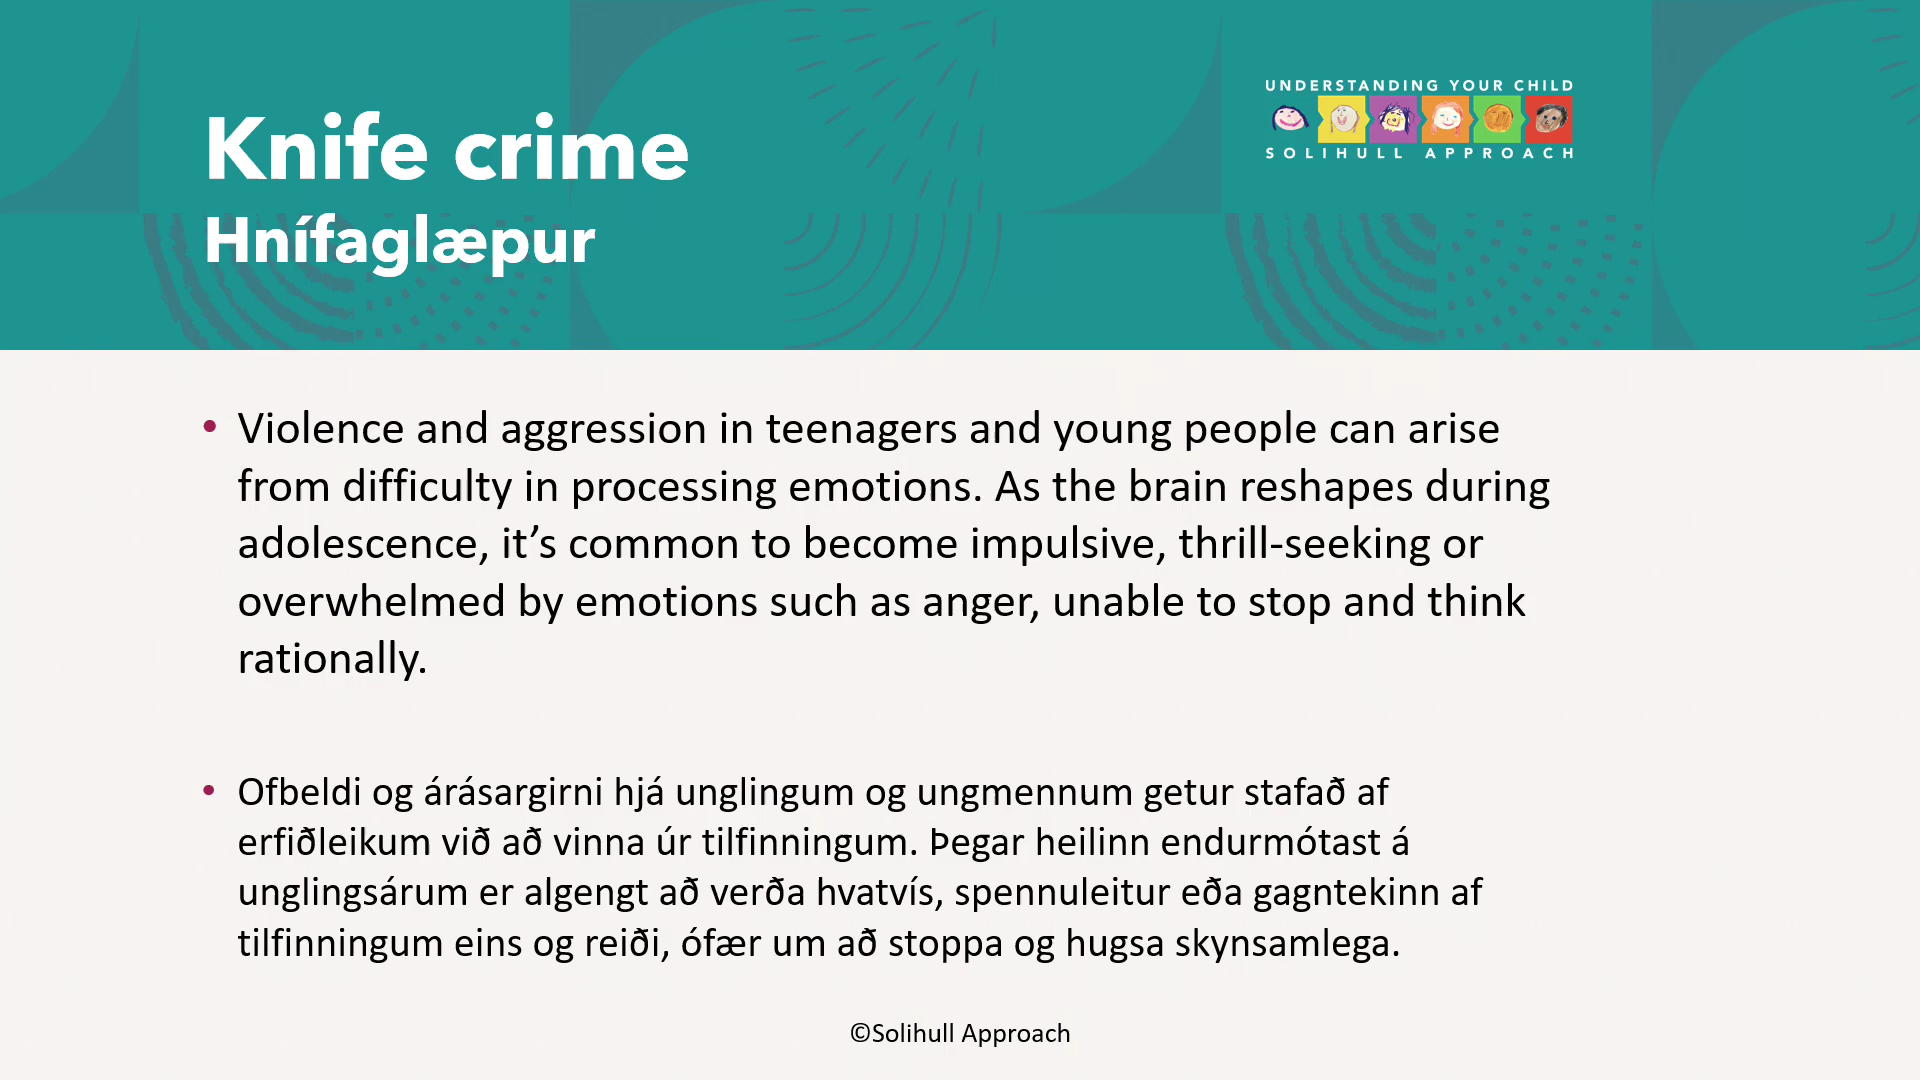 UNDERSTANDING YOUR CHILD
SOLIHULL APPROACH
Knife crime
Hnífaglæpur
• Violence and aggression in teenagers and young people can arise
from difficulty in processing emotions. As the brain reshapes during
adolescence, it’s common to become impulsive, thrill-seeking or
overwhelmed by emotions such as anger, unable to stop and think
rationally.
• Ofbeldi og árásargirni hjá unglingum og ungmennum getur stafað af
erfiðleikum við að vinna úr tilfinningum. Þegar heilinn endurmótast á
unglingsárum er algengt að verða hvatvís, spennuleitur eða gagntekinn af
tilfinningum eins og reiði, ófær um að stoppa og hugsa skynsamlega.
©Solihull Approach